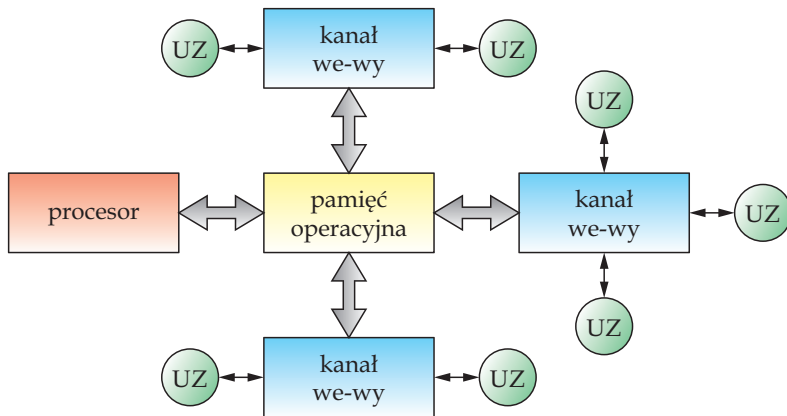 UZ
kanał
we-wy
UZ
UZ
procesor
pamięć
operacyjna
kanał
we-wy
UZ
UZ
UZ
kanał
we-wy
UZ